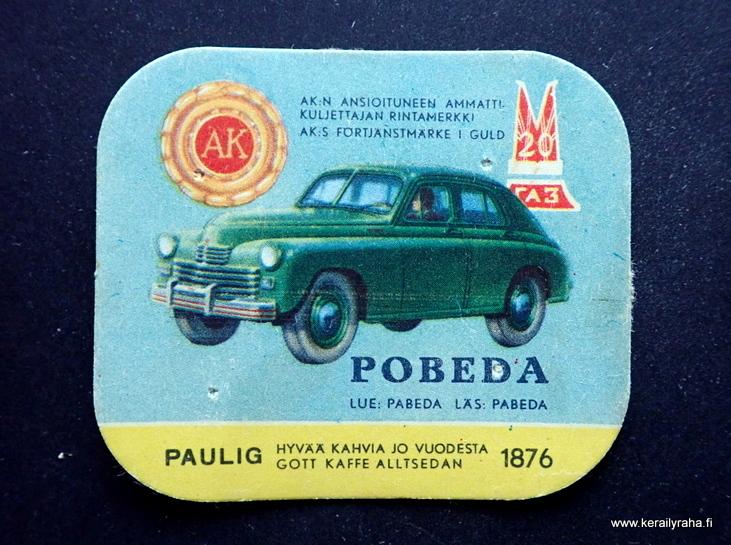 AK
AK:N ANSIOITUNEEN AMMATTI-
KULJETTAJAN RINTAMERKKI
AK:S FÖRTJÄNSTMÄRKE I GULD
M
20
ГАЗ
POBEDA
LUE: PABEDA LÄS: PABEDA
PAULIG
HYVÄÄ KAHVIA JO VUODESTA
GOTT KAFFE ALLTSEDAN
1876
www.kerailyraha.fi